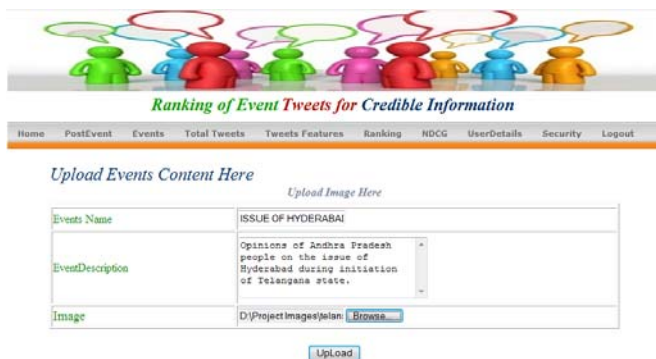 Ranking of Event Tweets for Credible Information
Home PostEvent Events Total Tweets Tweets Features Ranking NDCG UserDetails Security Logout
Upload Events Content Here
Upload Image Here
Events Name ISSUE OF HYDERABAI
EventDescription
Opinions of Andhra Pradesh
people on the issue of
Hyderabad during initiation
of Telangana state.
Image D:\Project Images\telan: Browse...
UpLoad